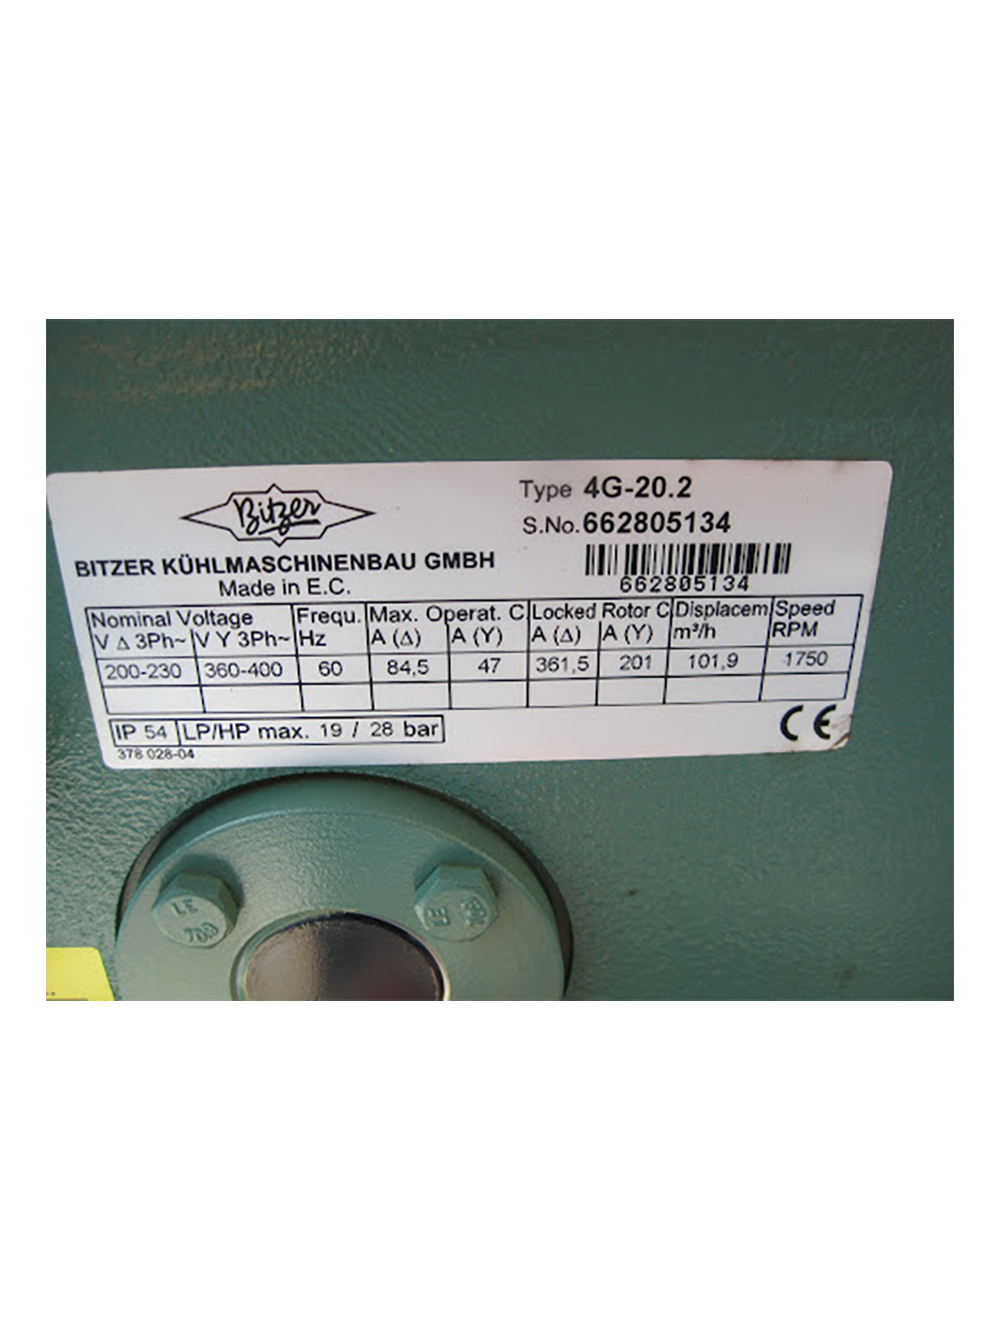 Bitzer
Type 4G-20.2
S.No. 662805134
BITZER KÜHLMASCHINENBAU GMBH
Made in E.C.
662805134
Nominal Voltage Frequ. Max. Operat. C Locked Rotor C Displacem Speed
V Δ 3Ph~ V Y 3Ph~ Hz A (Δ) A (Y) A (Δ) A (Y) m³/h RPM
200-230 360-400 60 84,5 47 361,5 201 101,9 1750
IP 54 LP/HP max. 19 / 28 bar
CE
378 028-04
LE